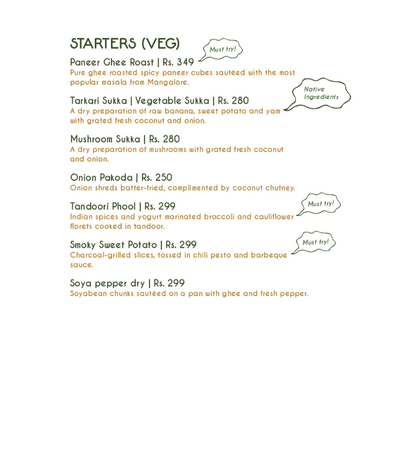 STARTERS (VEG)
Must try!
Paneer Ghee Roast | Rs. 349
Pure ghee roasted spicy paneer cubes sautéed with the most
popular masala from Mangalore.
Native
Ingredients
Tarkari Sukka | Vegetable Sukka | Rs. 280
A dry preparation of raw banana, sweet potato and yam
with grated fresh coconut and onion.
Mushroom Sukka | Rs. 280
A dry preparation of mushrooms with grated fresh coconut
and onion.
Onion Pakoda | Rs. 250
Onion shreds batter-fried, complimented by coconut chutney.
Tandoori Phool | Rs. 299
Must try!
Indian spices and yogurt marinated broccoli and cauliflower
florets cooked in tandoor.
Smoky Sweet Potato | Rs. 299
Must try!
Charcoal-grilled slices, tossed in chili pesto and barbeque
sauce.
Soya pepper dry | Rs. 299
Soyabean chunks sautéed on a pan with ghee and fresh pepper.